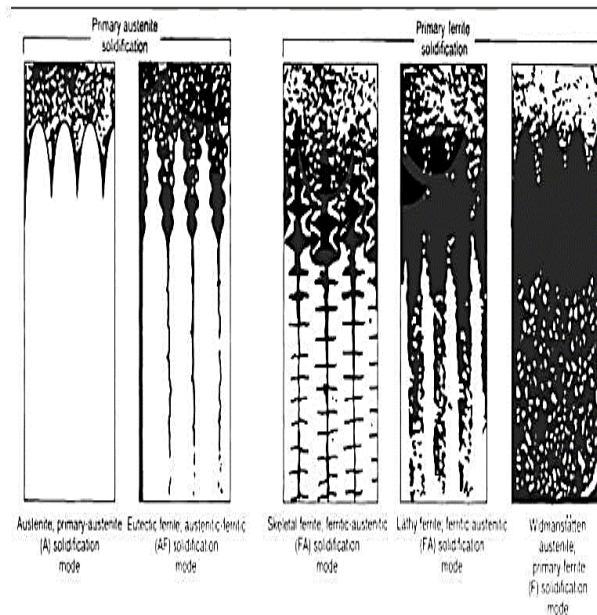 Primary austenite
solidification
Primary ferrite
solidification
Austenite, primary-austenite
(A) solidification
mode
Eutectic ferrite, austenitic-ferritic
(AF) solidification
mode
Skeletal ferrite, ferritic-austenitic
(FA) solidification
mode
Lathy ferrite, ferritic-austenitic
(FA) solidification
mode
Widmanstätten
austenite,
primary ferrite
(F) solidification
mode